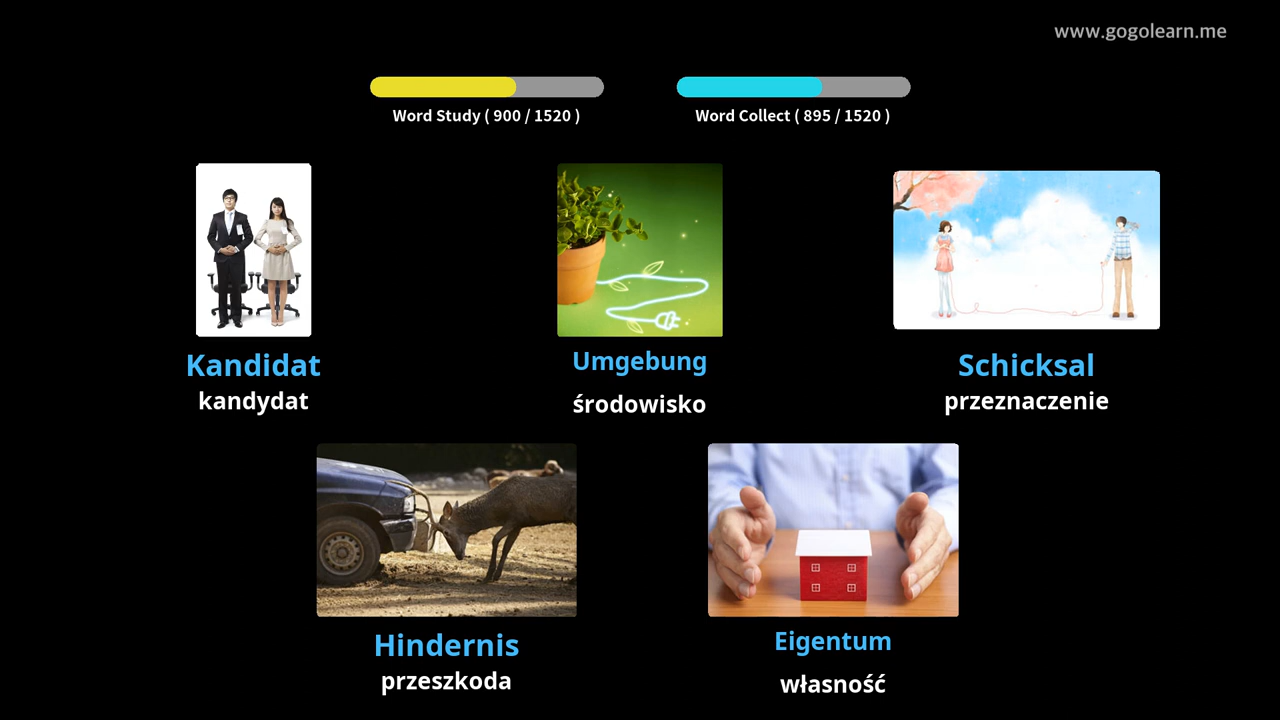 www.gogolearn.me
Word Study ( 900 / 1520 )
Word Collect ( 895 / 1520 )
Kandidat
kandydat
Umgebung
środowisko
Schicksal
przeznaczenie
Hindernis
przeszkoda
Eigentum
własność